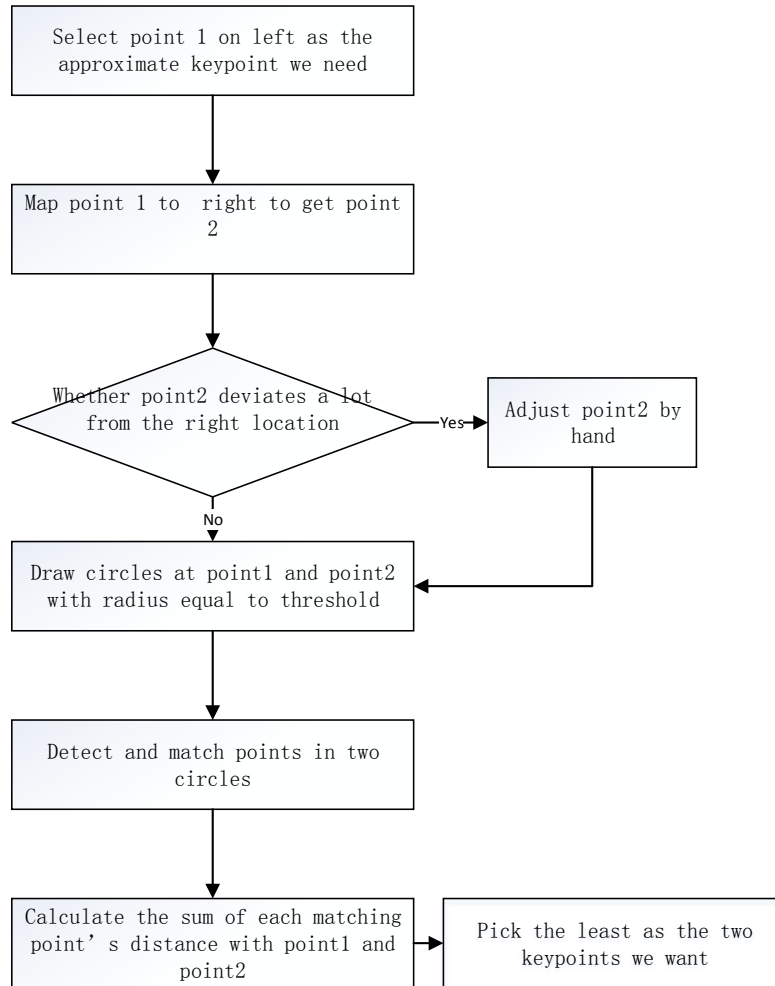 Select point 1 on left as the
approximate keypoint we need
Map point 1 to  right to get point
2
Whether point2 deviates a lot
from the right location
Yes
Adjust point2 by
hand
No
Draw circles at point1 and point2
with radius equal to threshold
Detect and match points in two
circles
Calculate the sum of each matching
point’s distance with point1 and
point2
Pick the least as the two
keypoints we want